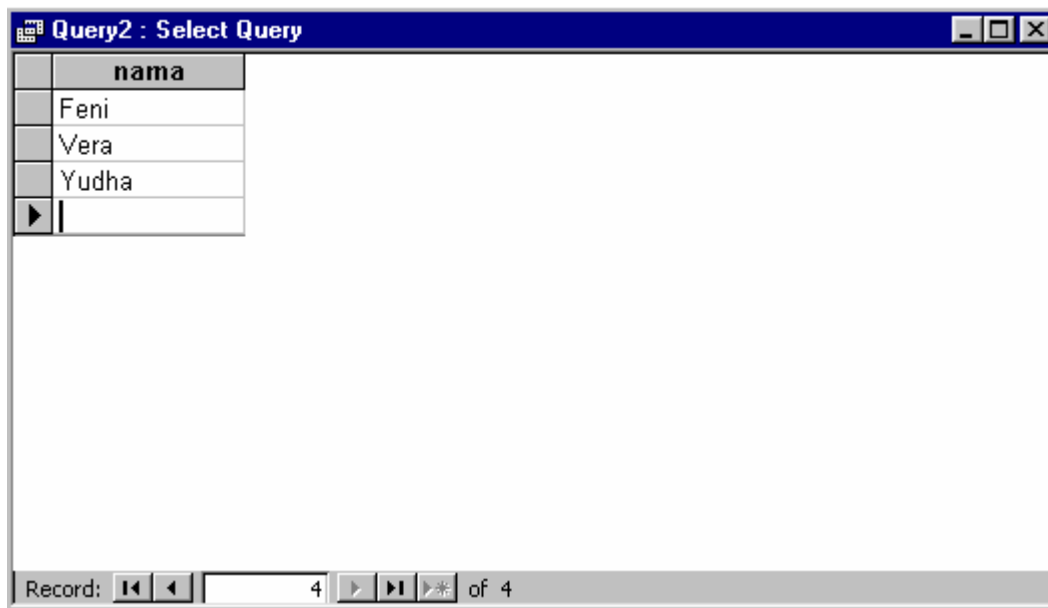 Query2 : Select Query
nama
Feni
Vera
Yudha
Record: 4 of 4